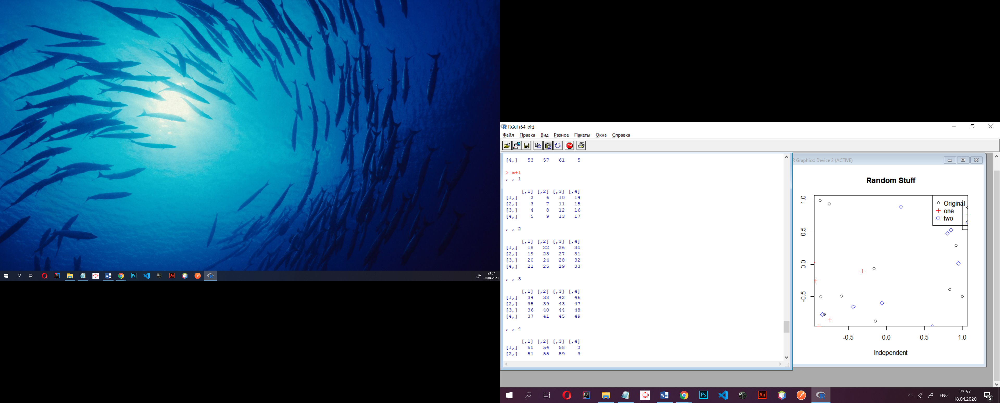 23:57
18.04.2020
RGui (64-bit)
Файл Правка Вид Разное Пакеты Окна Справка
STOP
[4,] 53 57 61 5
> m+1
, , 1
[,1] [,2] [,3] [,4]
[1,] 2 6 10 14
[2,] 3 7 11 15
[3,] 4 8 12 16
[4,] 5 9 13 17
, , 2
[,1] [,2] [,3] [,4]
[1,] 18 22 26 30
[2,] 19 23 27 31
[3,] 20 24 28 32
[4,] 21 25 29 33
, , 3
[,1] [,2] [,3] [,4]
[1,] 34 38 42 46
[2,] 35 39 43 47
[3,] 36 40 44 48
[4,] 37 41 45 49
, , 4
[,1] [,2] [,3] [,4]
[1,] 50 54 58 2
[2,] 51 55 59 3
R Graphics: Device 2 (ACTIVE)
Random Stuff
Original
one
two
1.0
0.5
0.0
-0.5
-0.5 0.0 0.5 1.0
Independent
IJ W Ps An
IJ W Ps An
ENG
23:57
18.04.2020
5